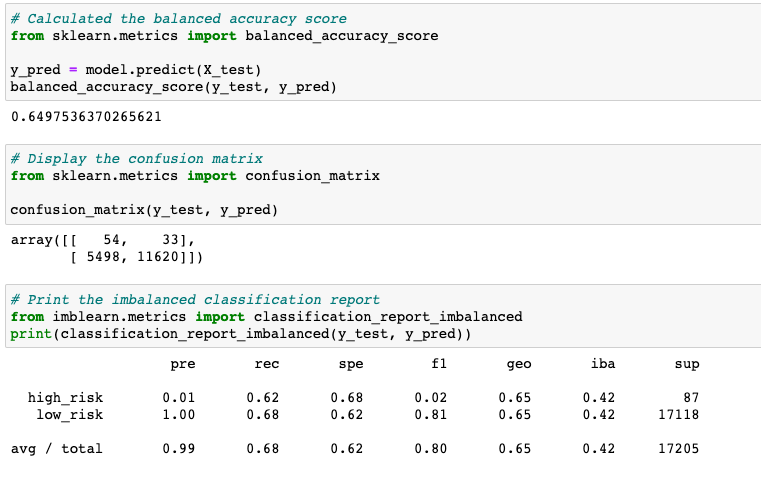 # Calculated the balanced accuracy score
from sklearn.metrics import balanced_accuracy_score
y_pred = model.predict(X_test)
balanced_accuracy_score(y_test, y_pred)
0.6497536370265621
# Display the confusion matrix
from sklearn.metrics import confusion_matrix
confusion_matrix(y_test, y_pred)
array([[   54,    33],
       [ 5498, 11620]])
# Print the imbalanced classification report
from imblearn.metrics import classification_report_imbalanced
print(classification_report_imbalanced(y_test, y_pred))
                   pre       rec       spe        f1       geo       iba       sup
  high_risk       0.01      0.62      0.68      0.02      0.65      0.42        87
   low_risk       1.00      0.68      0.62      0.81      0.65      0.42     17118
avg / total       0.99      0.68      0.62      0.80      0.65      0.42     17205